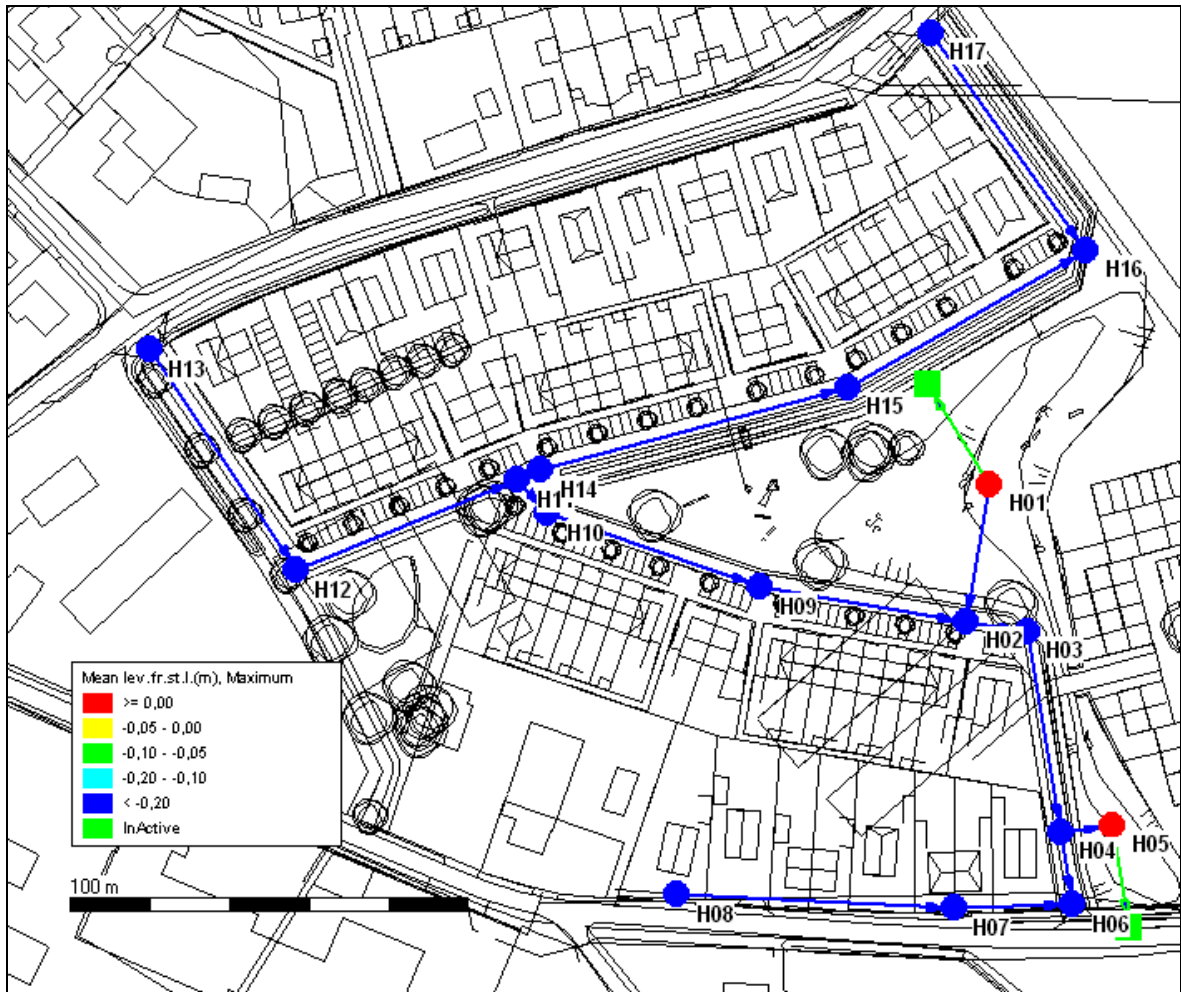 H17
H16
H13
H15
H01
H14
H1
H10
H12
H09
H02
H03
Mean lev.fr.st.l.(m), Maximum
>= 0,00
-0,05 - 0,00
-0,10 - -0,05
-0,20 - -0,10
< -0,20
InActive
H05
H04
100 m
H08
H07
H06